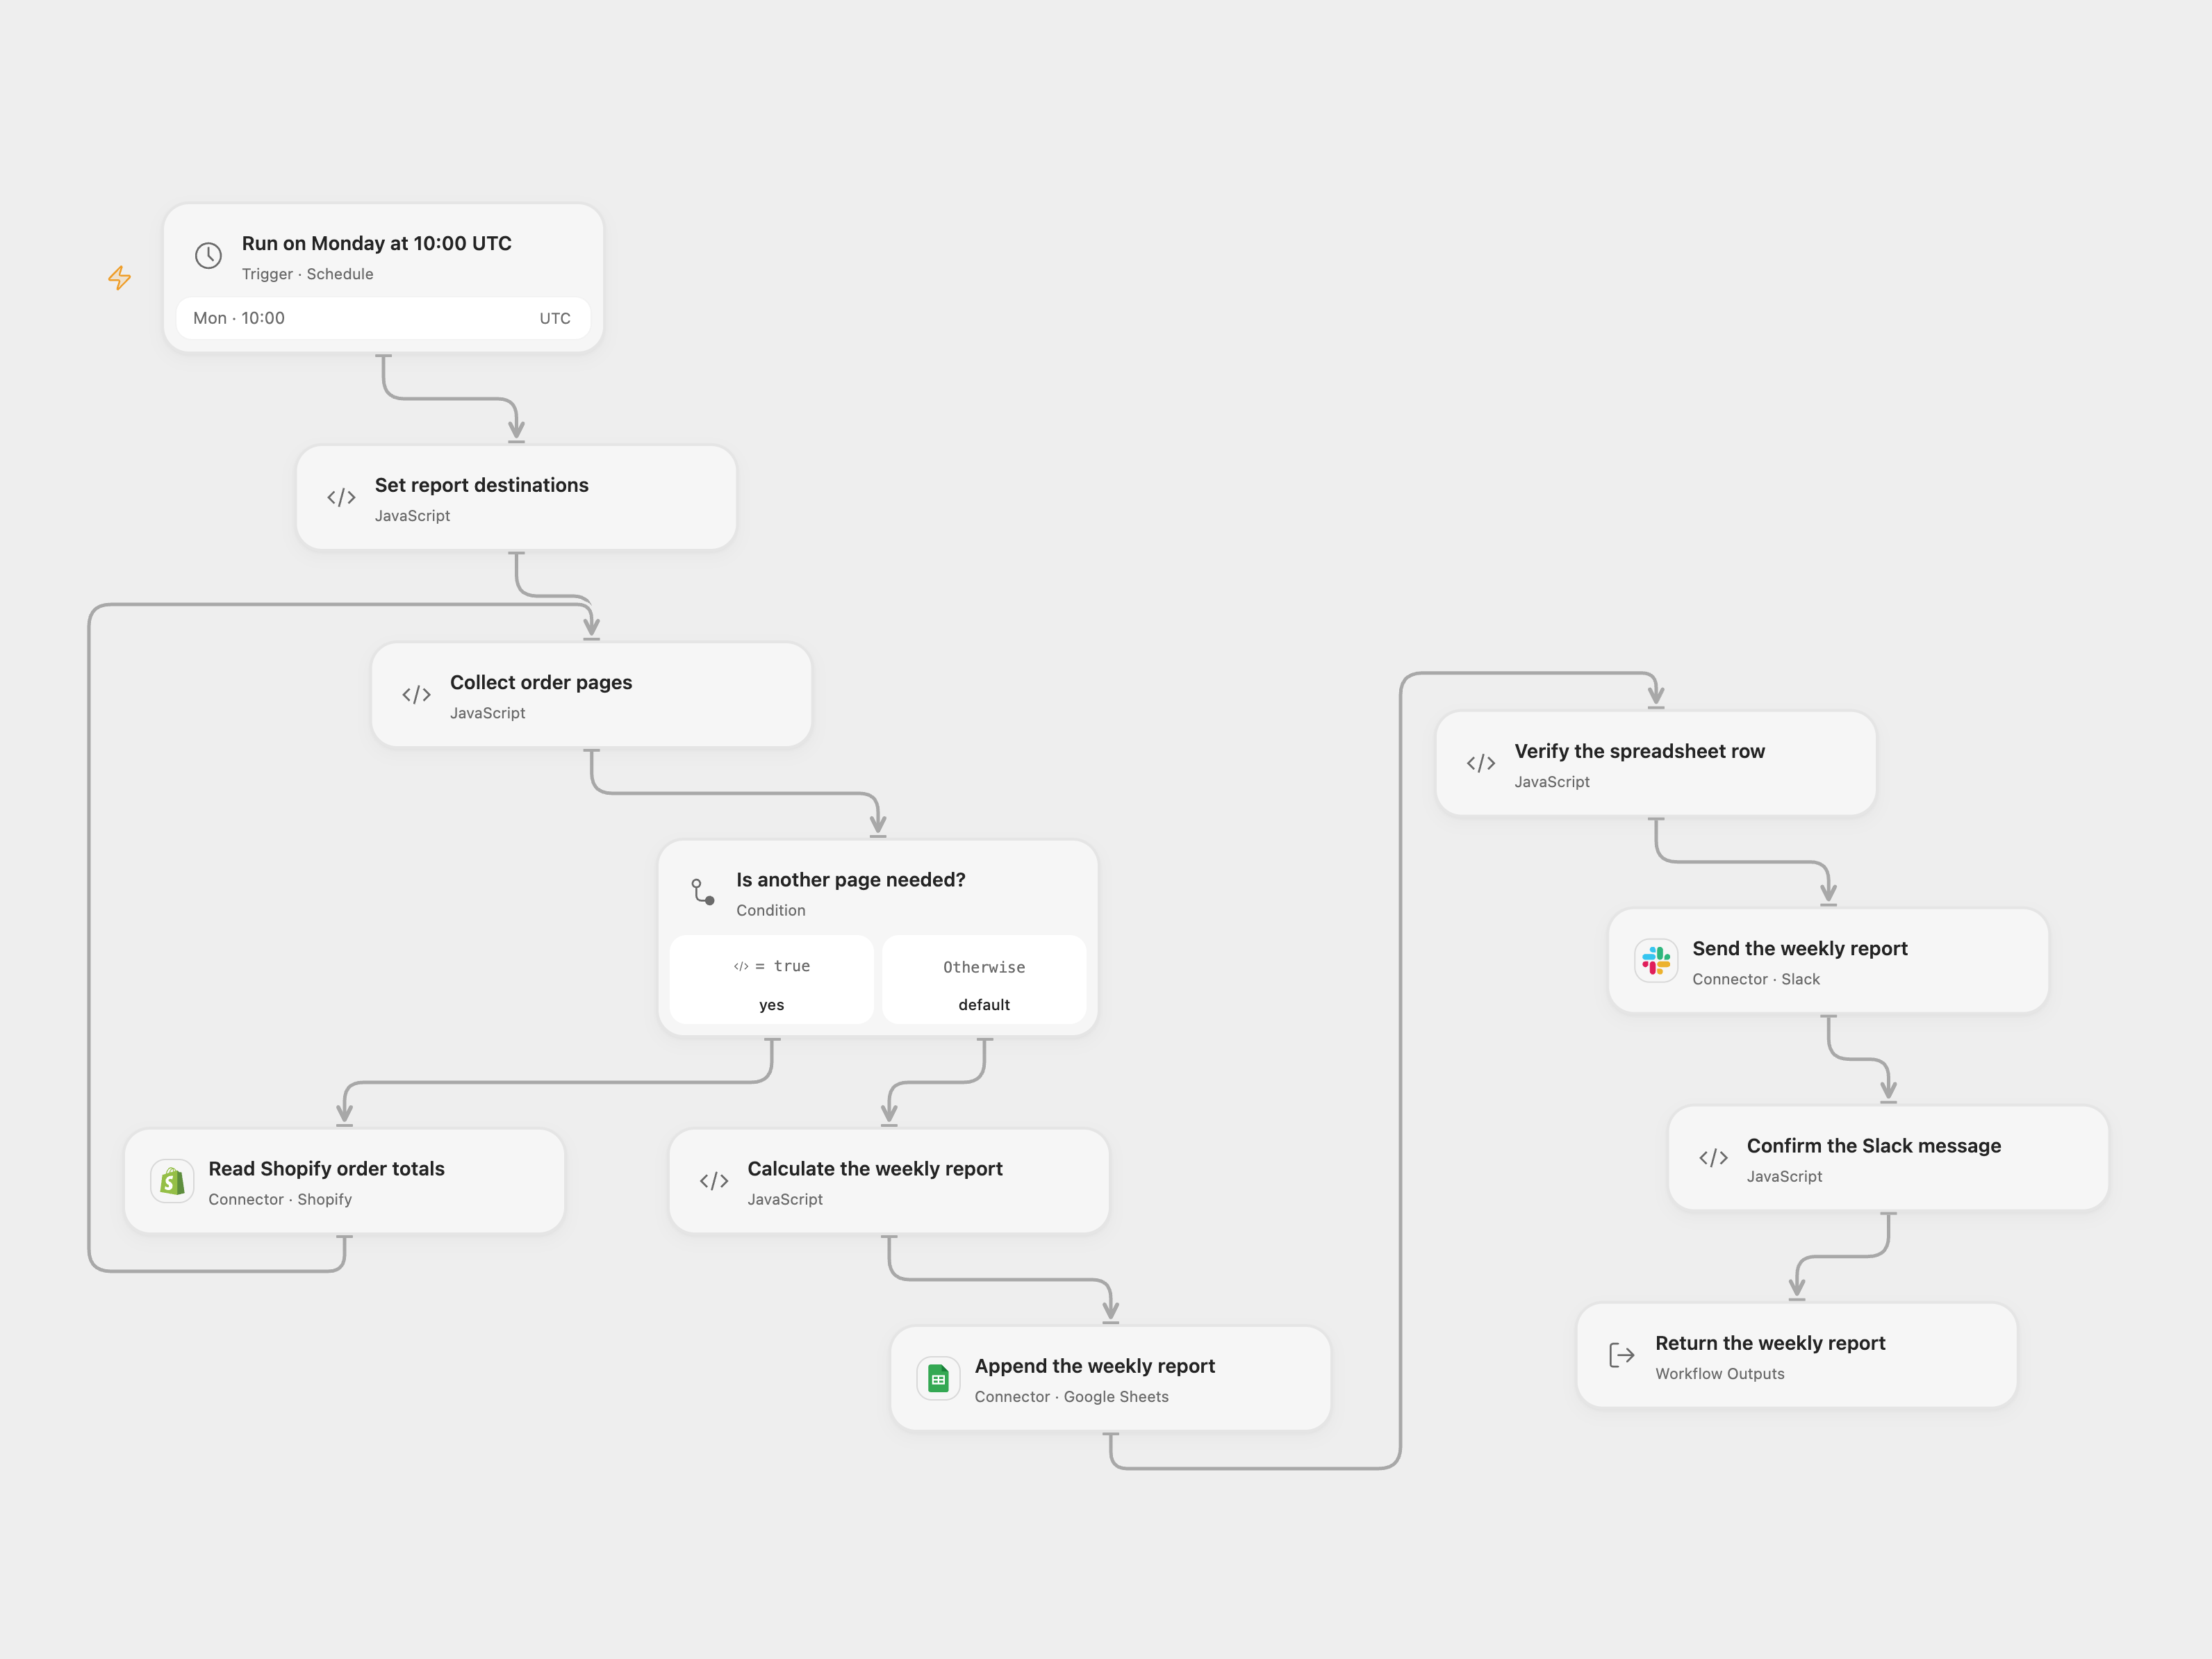 Run on Monday at 10:00 UTC
Trigger · Schedule
Mon · 10:00 UTC
Set report destinations
JavaScript
Collect order pages
JavaScript
Is another page needed?
Condition
</> = true
yes
Otherwise
default
Read Shopify order totals
Connector · Shopify
Calculate the weekly report
JavaScript
Append the weekly report
Connector · Google Sheets
Verify the spreadsheet row
JavaScript
Send the weekly report
Connector · Slack
Confirm the Slack message
JavaScript
Return the weekly report
Workflow Outputs